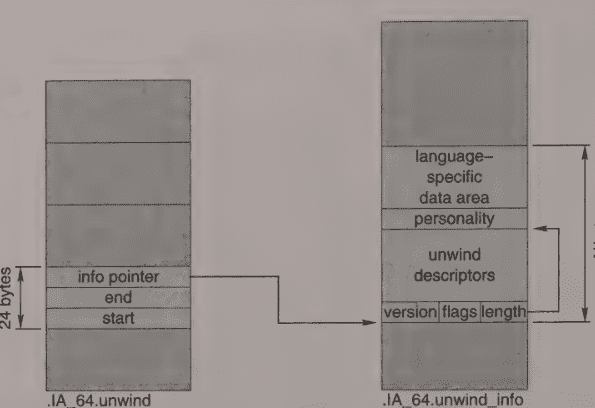 24 bytes
info pointer
end
start
.IA_64.unwind
language–
specific
data area
personality
unwind
descriptors
version flags length
.IA_64.unwind_info